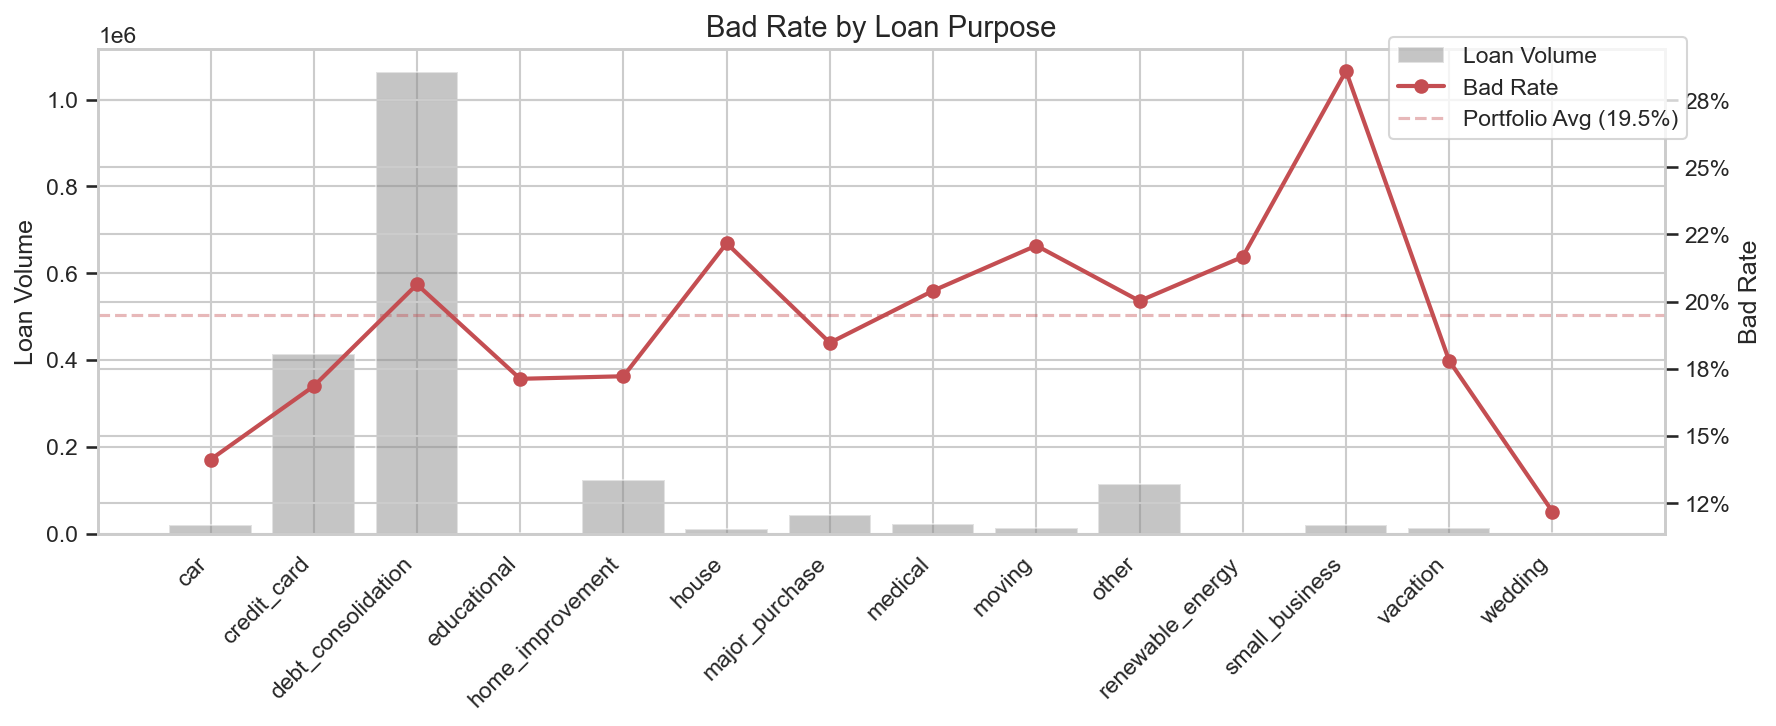 Bad Rate by Loan Purpose
1e6
Loan Volume
Bad Rate
Portfolio Avg (19.5%)
1.0
0.8
0.6
0.4
0.2
0.0
Loan Volume
28%
25%
22%
20%
18%
15%
12%
Bad Rate
car
credit_card
debt_consolidation
educational
home_improvement
house
major_purchase
medical
moving
other
renewable_energy
small_business
vacation
wedding